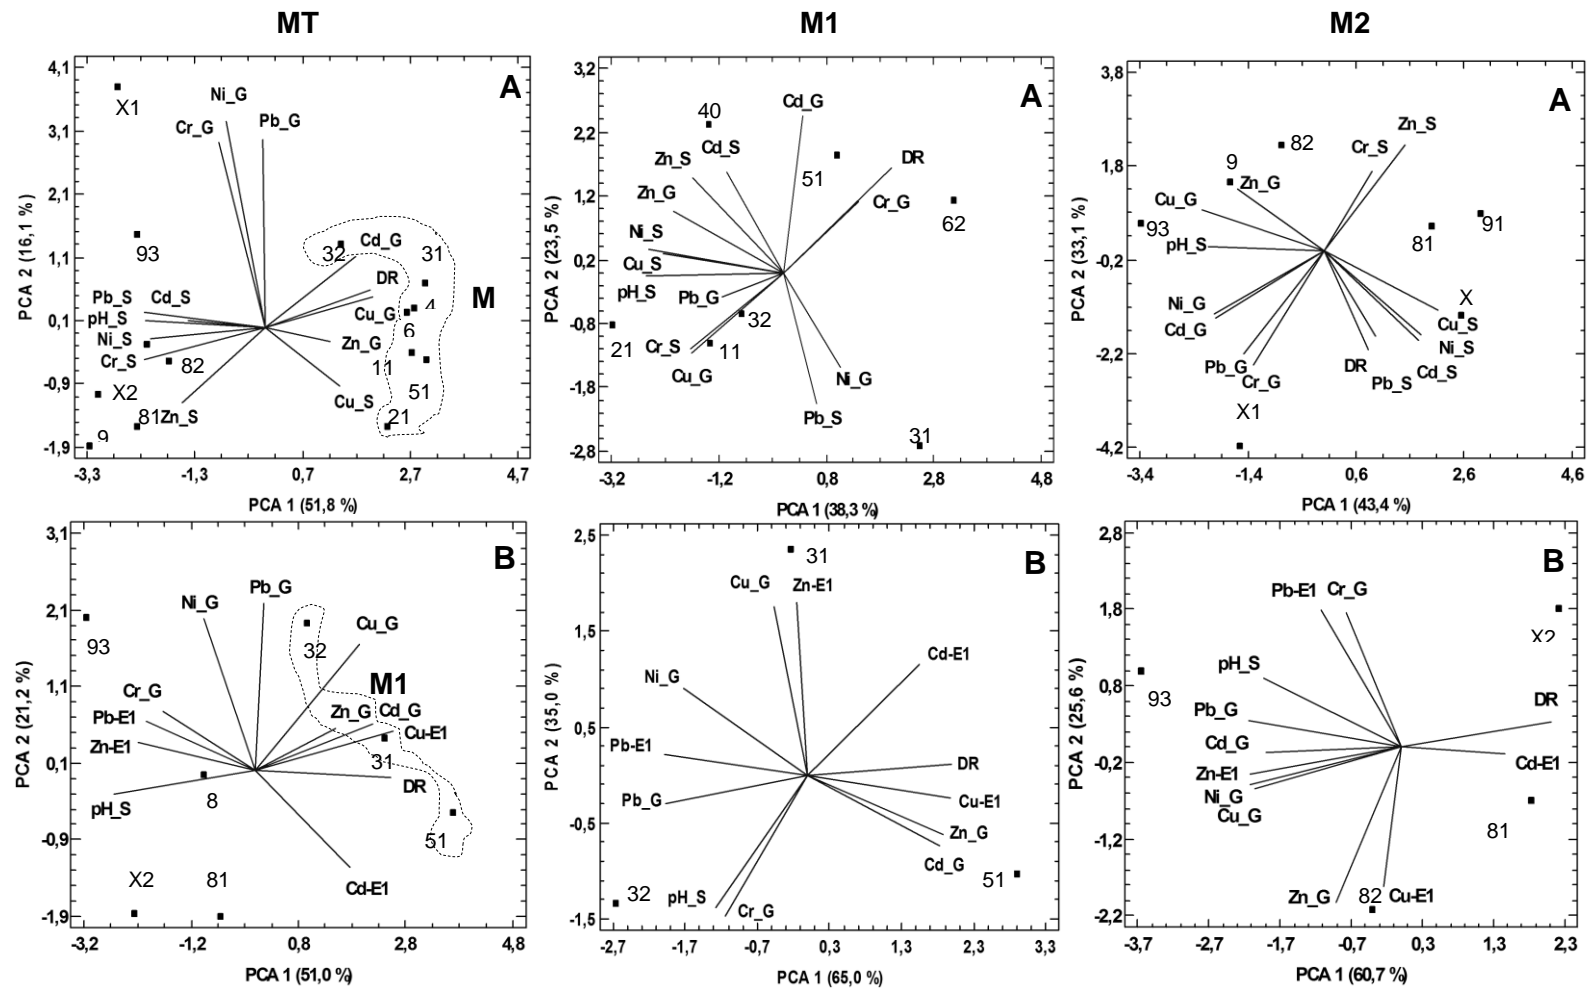 MT
M1
M2
A
4,1
3,1
2,1
1,1
0,1
-0,9
-1,9
PCA 2 (16,1 %)
X1
Ni_G
Cr_G
Pb_G
93
32
Cd_G
31
DR
M
Pb_S
Cd_S
pH_S
Cu_G
4
6
Ni_S
Cr_S
82
Zn_G
11
51
X2
Cu_S
81
Zn_S
21
9
-3,3
-1,3
0,7
2,7
4,7
PCA 1 (51,8 %)
A
3,2
2,2
1,2
0,2
-0,8
-1,8
-2,8
PCA 2 (23,5 %)
40
Cd_G
Cd_S
Zn_S
51
DR
Zn_G
Cr_G
62
Ni_S
Cu_S
pH_S
Pb_G
32
21
Cr_S
11
Cu_G
Ni_G
Pb_S
31
-3,2
-1,2
0,8
2,8
4,8
PCA 1 (38,3 %)
A
3,8
1,8
-0,2
-2,2
-4,2
PCA 2 (33,1 %)
Zn_S
82
Cr_S
9
Zn_G
Cu_G
93
81
91
pH_S
Ni_G
X
Cd_G
Cu_S
Ni_S
Pb_G
DR
Cd_S
Cr_G
Pb_S
X1
-3,4
-1,4
0,6
2,6
4,6
PCA 1 (43,4 %)
B
3,1
2,1
1,1
0,1
-0,9
-1,9
PCA 2 (21,2 %)
Ni_G
Pb_G
Cu_G
93
32
M1
Cr_G
Zn_G
Cd_G
Pb-E1
Cu-E1
Zn-E1
31
DR
pH_S
8
51
X2
81
Cd-E1
-3,2
-1,2
0,8
2,8
4,8
PCA 1 (51,0 %)
B
2,5
1,5
0,5
-0,5
-1,5
PCA 2 (35,0 %)
31
Cu_G
Zn-E1
Cd-E1
Ni_G
Pb-E1
DR
Pb_G
Cu-E1
Zn_G
Cd_G
51
32
pH_S
Cr_G
-2,7
-1,7
-0,7
0,3
1,3
2,3
3,3
PCA 1 (65,0 %)
B
2,8
1,8
0,8
-0,2
-1,2
-2,2
PCA 2 (25,6 %)
Pb-E1
Cr_G
X2
pH_S
93
DR
Pb_G
Cd_G
Cd-E1
Zn-E1
Ni_G
Cu_G
81
Zn_G
82
Cu-E1
-3,7
-2,7
-1,7
-0,7
0,3
1,3
2,3
PCA 1 (60,7 %)